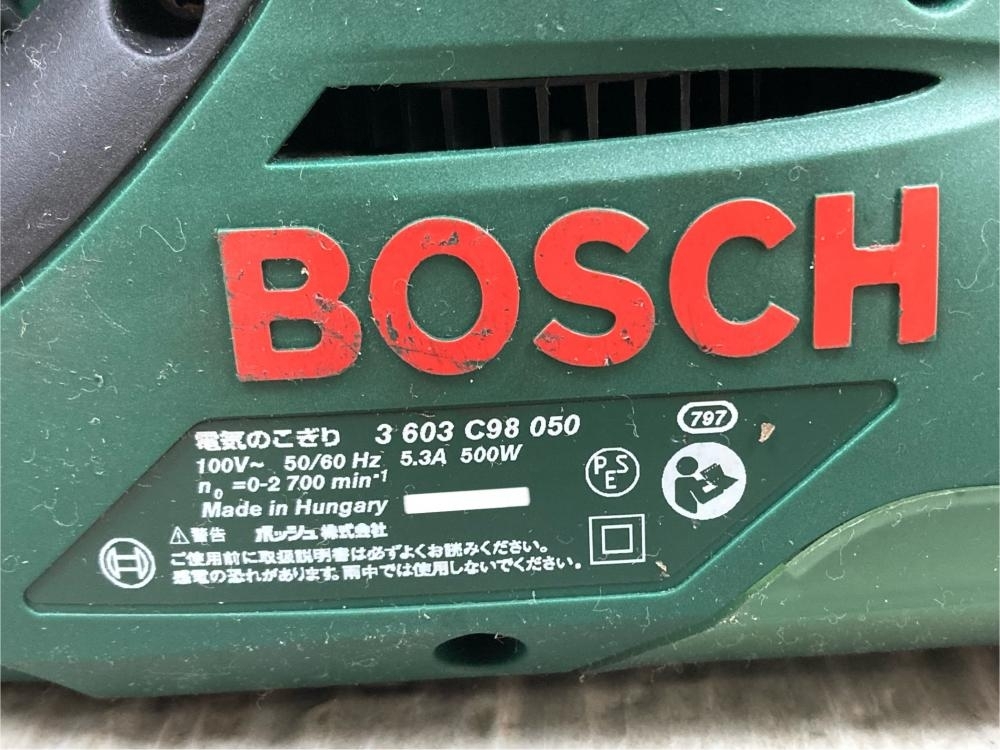 BOSCH
電気のこぎり 3 603 C98 050
797
100V~ 50/60 Hz 5.3A 500W
n₀ =0-2 700 min⁻¹
PSE
Made in Hungary
⚠警告 ボッシュ株式会社
ご使用前に取扱説明書は必ずよくお読みください。
感電の恐れがあります。雨中では使用しないでください。